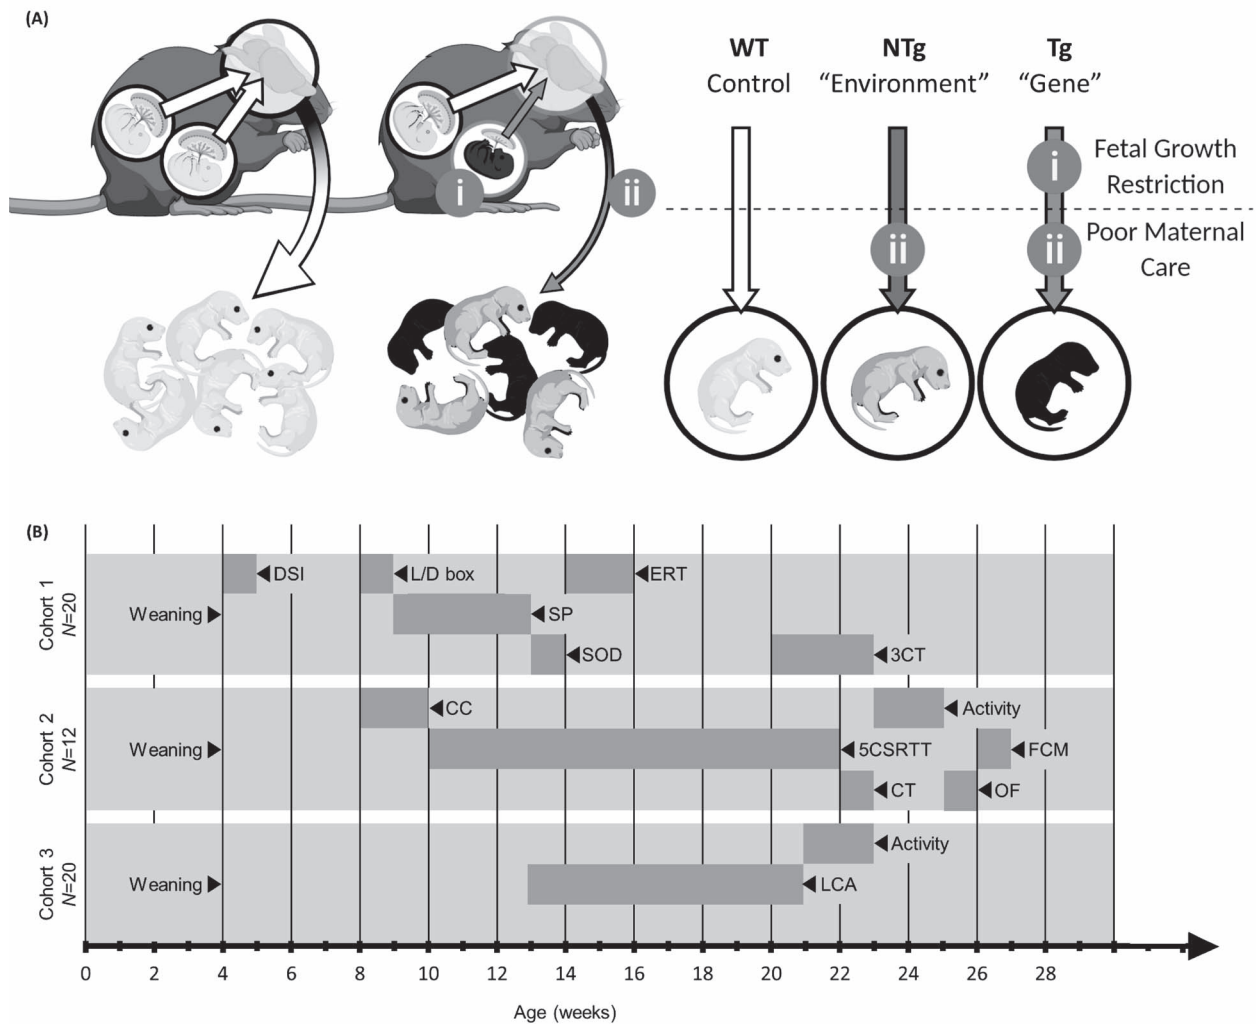 (A)
WT
Control
NTg
“Environment”
Tg
“Gene”
i
ii
i
Fetal Growth
Restriction
ii
ii
Poor Maternal
Care
(B)
Cohort 1
N=20
DSI
L/D box
ERT
Weaning
SP
SOD
3CT
Cohort 2
N=12
CC
Activity
Weaning
5CSRTT
FCM
CT
OF
Cohort 3
N=20
Activity
Weaning
LCA
0 2 4 6 8 10 12 14 16 18 20 22 24 26 28
Age (weeks)